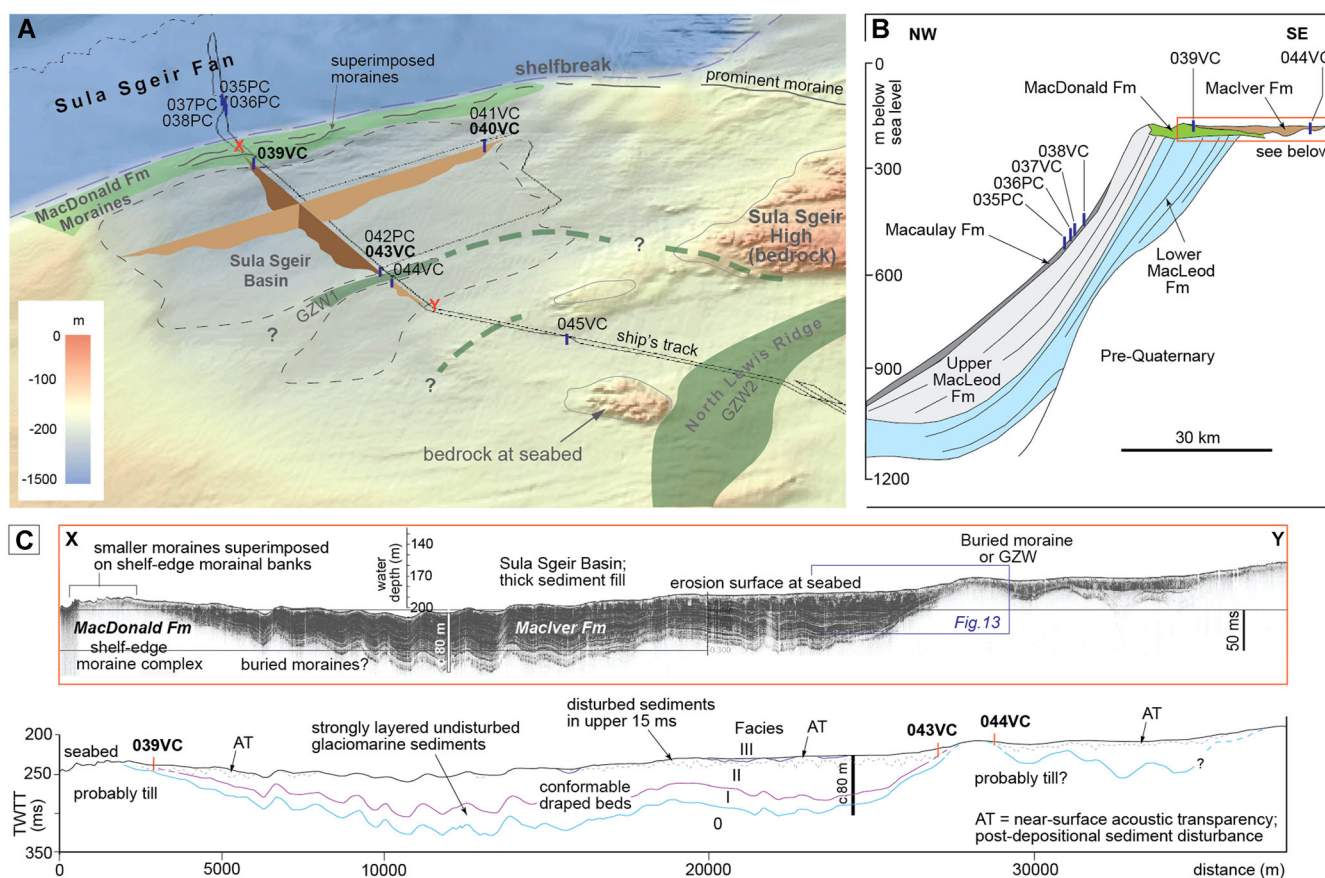 A
Sula Sgeir Fan
superimposed
moraines
shelfbreak
prominent moraine
035PC
037PC
036PC
038PC
X
039VC
041VC
040VC
MacDonald Fm
Moraines
Sula Sgeir
Basin
042PC
043VC
044VC
GZW1
?
?
?
Sula Sgeir
High
(bedrock)
Y
045VC
ship's track
North Lewis Ridge
GZW2
bedrock at seabed
m
0
-100
-200
-1500
B
NW
SE
0
300
600
900
1200
m below
sea level
039VC
044VC
MacDonald Fm
MacIver Fm
see below
038VC
037VC
036PC
035PC
Macaulay Fm
Lower
MacLeod
Fm
Upper
MacLeod
Fm
Pre-Quaternary
30 km
C
X
Y
smaller moraines superimposed
on shelf-edge morainal banks
water
depth (m)
140
170
200
Sula Sgeir Basin;
thick sediment fill
erosion surface at seabed
Buried moraine
or GZW
MacDonald Fm
shelf-edge
moraine complex
buried moraines?
c.80 m
MacIver Fm
0.300
Fig.13
50 ms
200
250
350
TWTT
(ms)
seabed
039VC
AT
probably till
strongly layered undisturbed
glaciomarine sediments
disturbed sediments
in upper 15 ms
Facies
III
II
I
0
conformable
draped beds
AT
c.80 m
043VC
044VC
AT
probably till?
?
AT = near-surface acoustic transparency;
post-depositional sediment disturbance
0
5000
10000
20000
30000
distance (m)